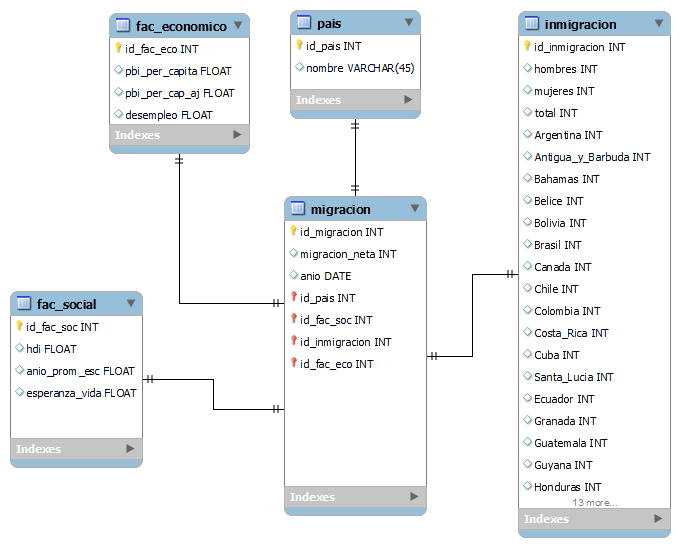 fac_economico
id_fac_eco INT
pbi_per_capita FLOAT
pbi_per_cap_aj FLOAT
desempleo FLOAT
Indexes
pais
id_pais INT
nombre VARCHAR(45)
Indexes
inmigracion
id_inmigracion INT
hombres INT
mujeres INT
total INT
Argentina INT
Antigua_y_Barbuda INT
Bahamas INT
Belice INT
Bolivia INT
Brasil INT
Canada INT
Chile INT
Colombia INT
Costa_Rica INT
Cuba INT
Santa_Lucia INT
Ecuador INT
Granada INT
Guatemala INT
Guyana INT
Honduras INT
13 more...
Indexes
migracion
id_migracion INT
migracion_neta INT
anio DATE
id_pais INT
id_fac_soc INT
id_inmigracion INT
id_fac_eco INT
Indexes
fac_social
id_fac_soc INT
hdi FLOAT
anio_prom_esc FLOAT
esperanza_vida FLOAT
Indexes